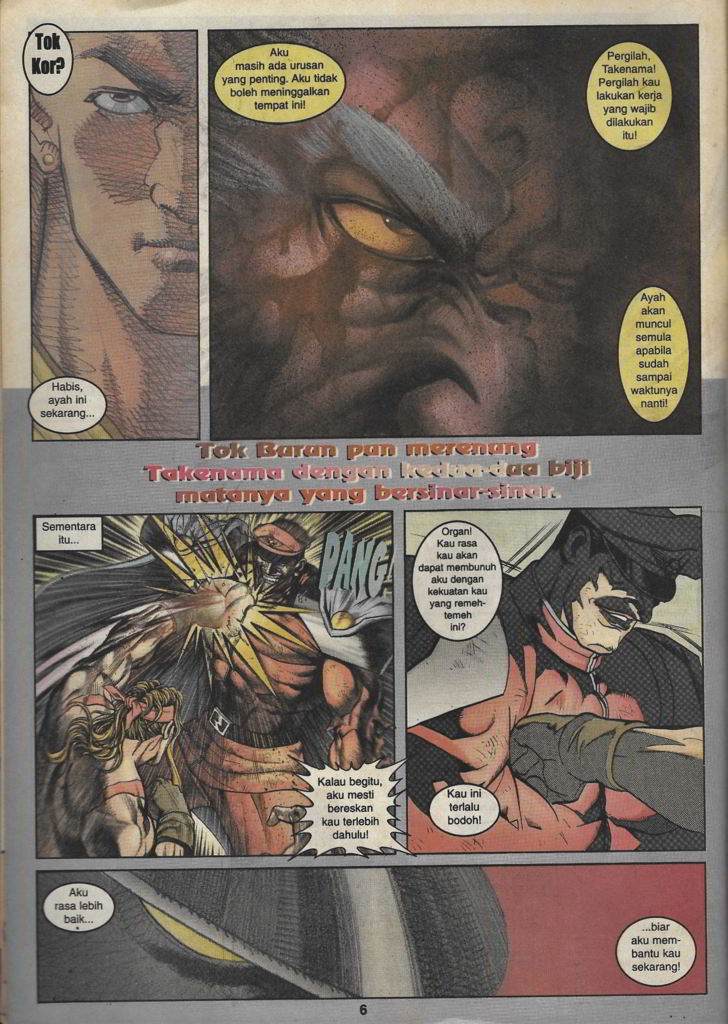 Tok
Kor?
Habis,
ayah ini
sekarang...
Aku
masih ada urusan
yang penting. Aku tidak
boleh meninggalkan
tempat ini!
Pergilah,
Takenama!
Pergilah kau
lakukan kerja
yang wajib
dilakukan
itu!
Ayah
akan
muncul
semula
apabila
sudah
sampai
waktunya
nanti!
Tok Baran pun merenung
Takenama dengan kedua-dua biji
matanya yang bersinar-sinar.
Sementara
itu...
PANG!
Kalau begitu,
aku mesti
bereskan
kau terlebih
dahulu!
Organ!
Kau rasa
kau akan
dapat membunuh
aku dengan
kekuatan kau
yang remeh-
temeh
ini?
Kau ini
terlalu
bodoh!
Aku
rasa lebih
baik...
...biar
aku mem-
bantu kau
sekarang!
6